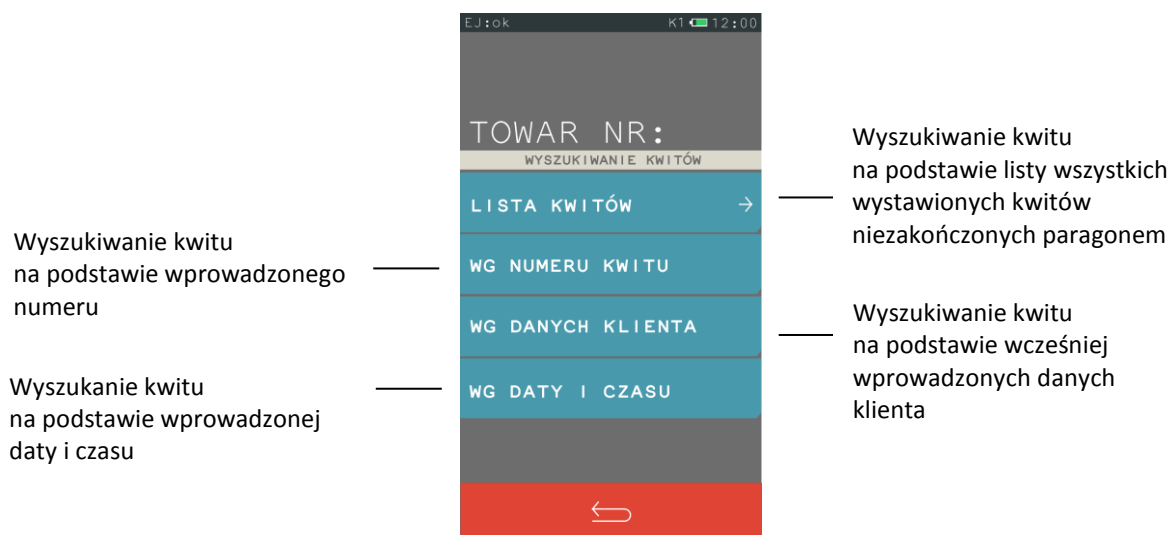 EJ:ok K1 12:00
TOWAR NR:
WYSZUKIWANIE KWITÓW
LISTA KWITÓW
WG NUMERU KWITU
WG DANYCH KLIENTA
WG DATY I CZASU
Wyszukiwanie kwitu
na podstawie wprowadzonego
numeru
Wyszukanie kwitu
na podstawie wprowadzonej
daty i czasu
Wyszukiwanie kwitu
na podstawie listy wszystkich
wystawionych kwitów
niezakończonych paragonem
Wyszukiwanie kwitu
na podstawie wcześniej
wprowadzonych danych
klienta